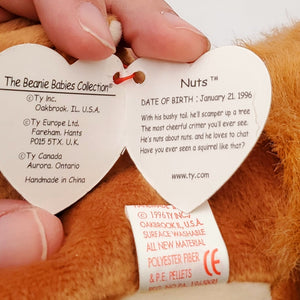 The Beanie Babies Collection®
©Ty Inc.
Oakbrook. IL. U.S.A.
©Ty Europe Ltd.
Fareham. Hants
PO15 5TX. U.K.
©Ty Canada
Aurora. Ontario
Handmade in China
Nuts™
DATE OF BIRTH : January 21. 1996
With his bushy tail, he'll scamper up a tree
The most cheerful critter you'll ever see.
He's nuts about nuts, and he loves to chat
Have you ever seen a squirrel like that?
www.ty.com
© 1996 TY INC.
OAKBROOK IL, U.S.A.
SURFACE WASHABLE
ALL NEW MATERIAL
POLYESTER FIBER
& P.E. PELLETS
CE